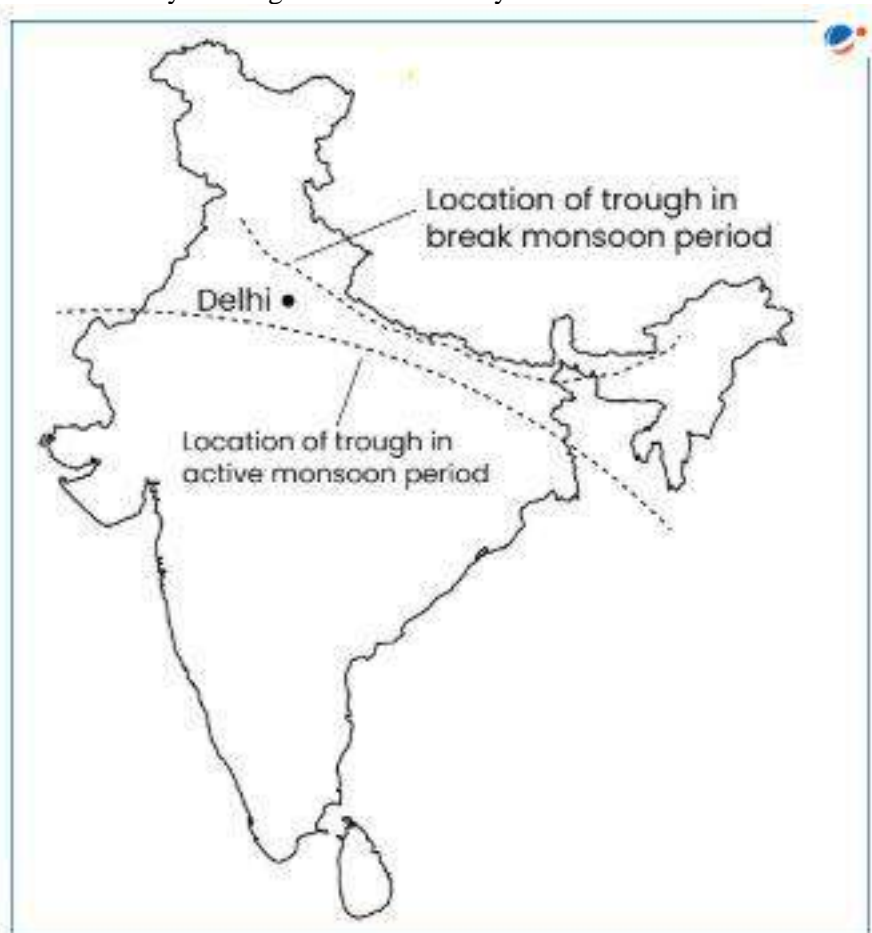 Location of trough in
break monsoon period
Delhi
Location of trough in
active monsoon period